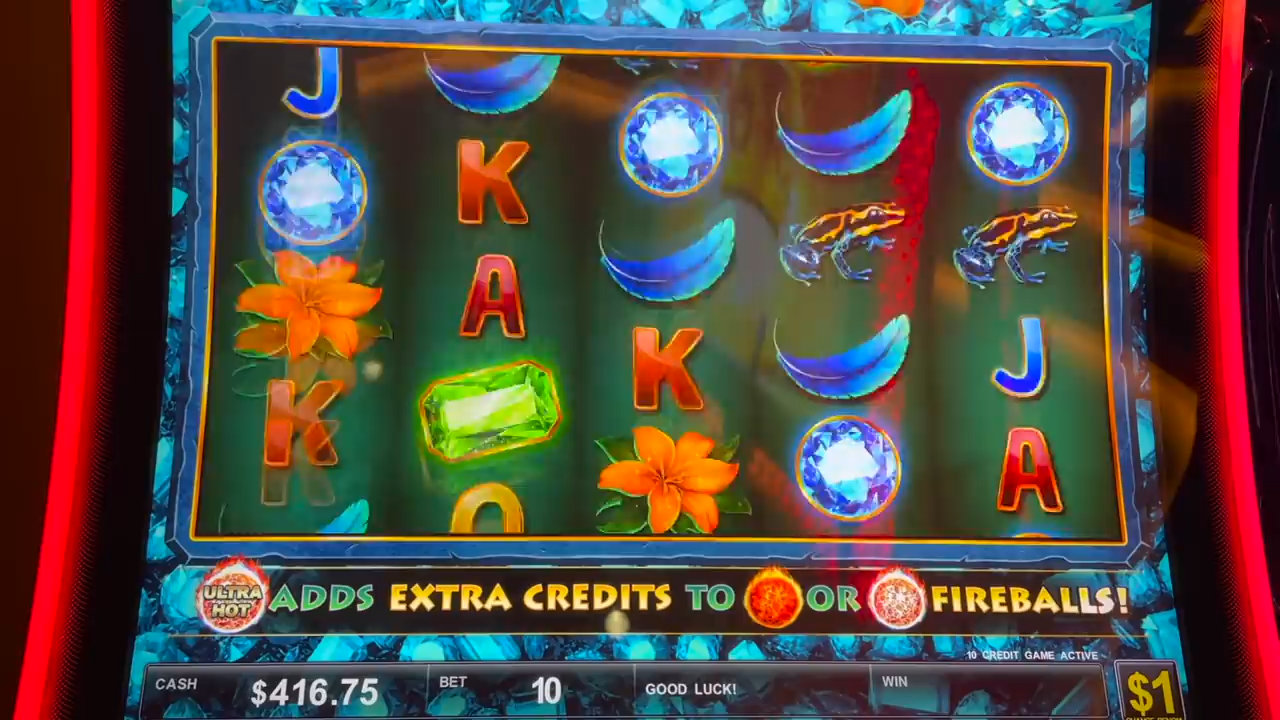 J
K
A
K
J
K
A
Q
ULTRA HOT ADDS EXTRA CREDITS TO OR FIREBALLS!
10 CREDIT GAME ACTIVE
CASH $416.75 BET 10 GOOD LUCK! WIN $1